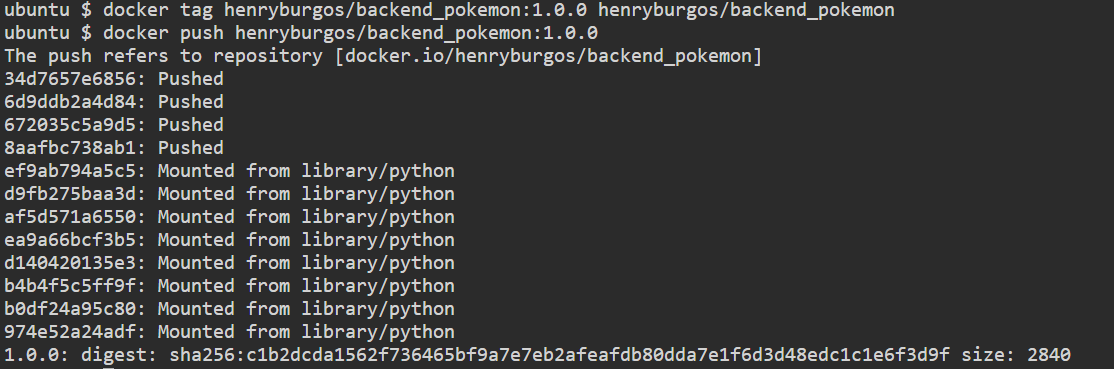 ubuntu $ docker tag henryburgos/backend_pokemon:1.0.0 henryburgos/backend_pokemon
ubuntu $ docker push henryburgos/backend_pokemon:1.0.0
The push refers to repository [docker.io/henryburgos/backend_pokemon]
34d7657e6856: Pushed
6d9ddb2a4d84: Pushed
672035c5a9d5: Pushed
8aafbc738ab1: Pushed
ef9ab794a5c5: Mounted from library/python
d9fb275baa3d: Mounted from library/python
af5d571a6550: Mounted from library/python
ea9a66bcf3b5: Mounted from library/python
d140420135e3: Mounted from library/python
b4b4f5c5ff9f: Mounted from library/python
b0df24a95c80: Mounted from library/python
974e52a24adf: Mounted from library/python
1.0.0: digest: sha256:c1b2dcda1562f736465bf9a7e7eb2afeafdb80dda7e1f6d3d48edc1c1e6f3d9f size: 2840